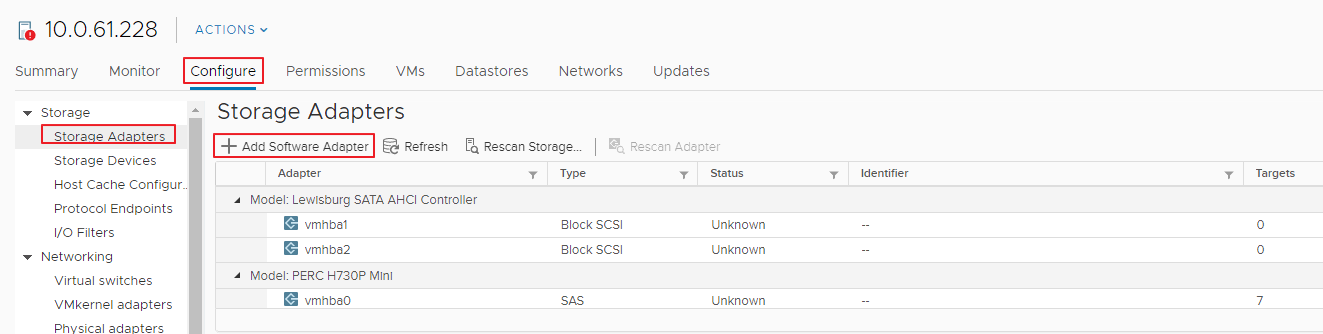 10.0.61.228 ACTIONS
Summary Monitor Configure Permissions VMs Datastores Networks Updates
Storage
Storage Adapters
Storage Devices
Host Cache Configur..
Protocol Endpoints
I/O Filters
Networking
Virtual switches
VMkernel adapters
Physical adapters
Storage Adapters
+ Add Software Adapter Refresh Rescan Storage... Rescan Adapter
Adapter Type Status Identifier Targets
Model: Lewisburg SATA AHCI Controller
vmhba1 Block SCSI Unknown -- 0
vmhba2 Block SCSI Unknown -- 0
Model: PERC H730P Mini
vmhba0 SAS Unknown -- 7